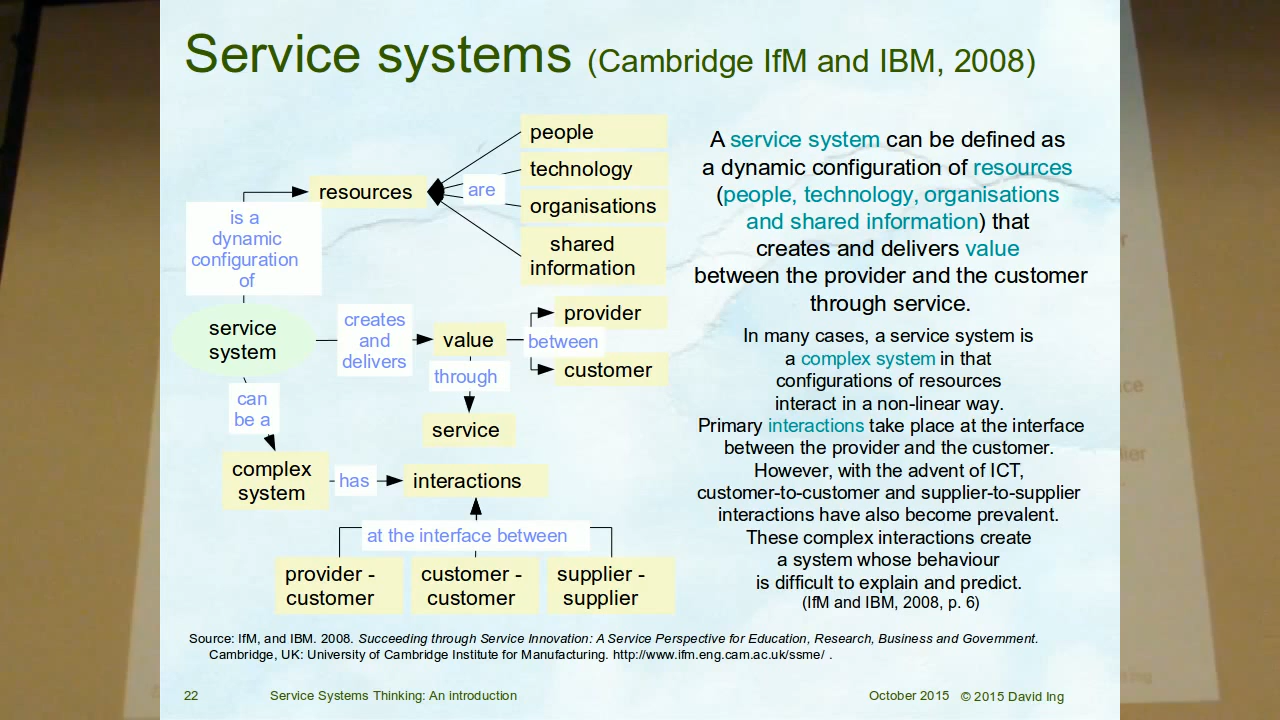 Service systems (Cambridge IfM and IBM, 2008)
people
technology
organisations
shared
information
resources
are
is a
dynamic
configuration
of
service
system
creates
and
delivers
value
between
provider
customer
through
service
can
be a
complex
system
has
interactions
at the interface between
provider -
customer
customer -
customer
supplier -
supplier
A service system can be defined as
a dynamic configuration of resources
(people, technology, organisations
and shared information) that
creates and delivers value
between the provider and the customer
through service.
In many cases, a service system is
a complex system in that
configurations of resources
interact in a non-linear way.
Primary interactions take place at the interface
between the provider and the customer.
However, with the advent of ICT,
customer-to-customer and supplier-to-supplier
interactions have also become prevalent.
These complex interactions create
a system whose behaviour
is difficult to explain and predict.
(IfM and IBM, 2008, p. 6)
Source: IfM, and IBM. 2008. Succeeding through Service Innovation: A Service Perspective for Education, Research, Business and Government.
Cambridge, UK: University of Cambridge Institute for Manufacturing. http://www.ifm.eng.cam.ac.uk/ssme/ .
22 Service Systems Thinking: An introduction October 2015 © 2015 David Ing